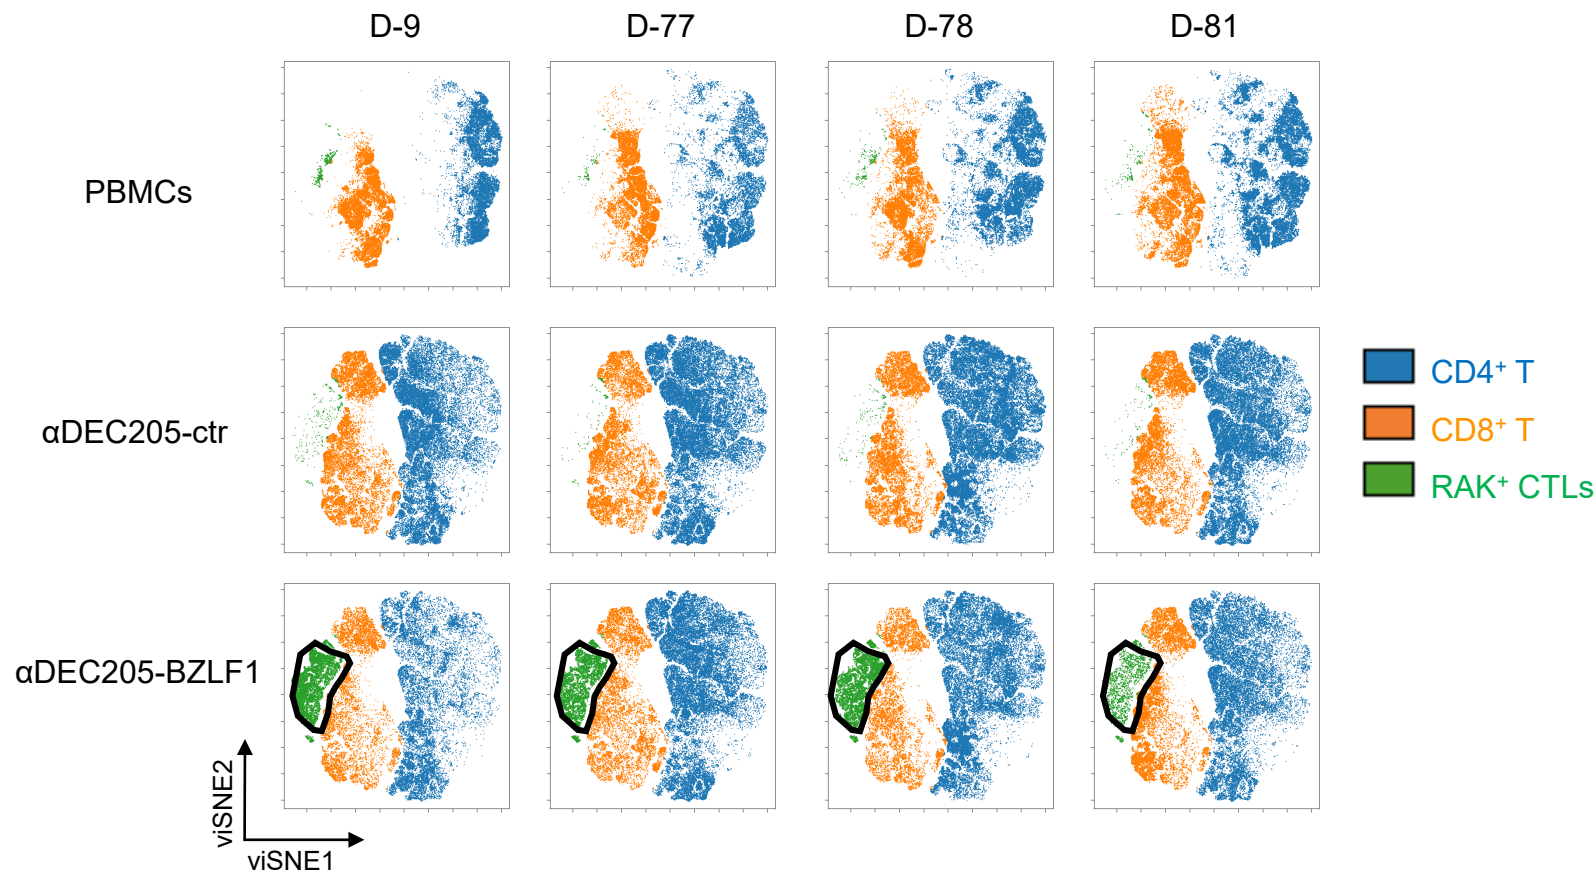 D-9 D-77 D-78 D-81
PBMCs
αDEC205-ctr
αDEC205-BZLF1
CD4⁺ T
CD8⁺ T
RAK⁺ CTLs
viSNE2
viSNE1